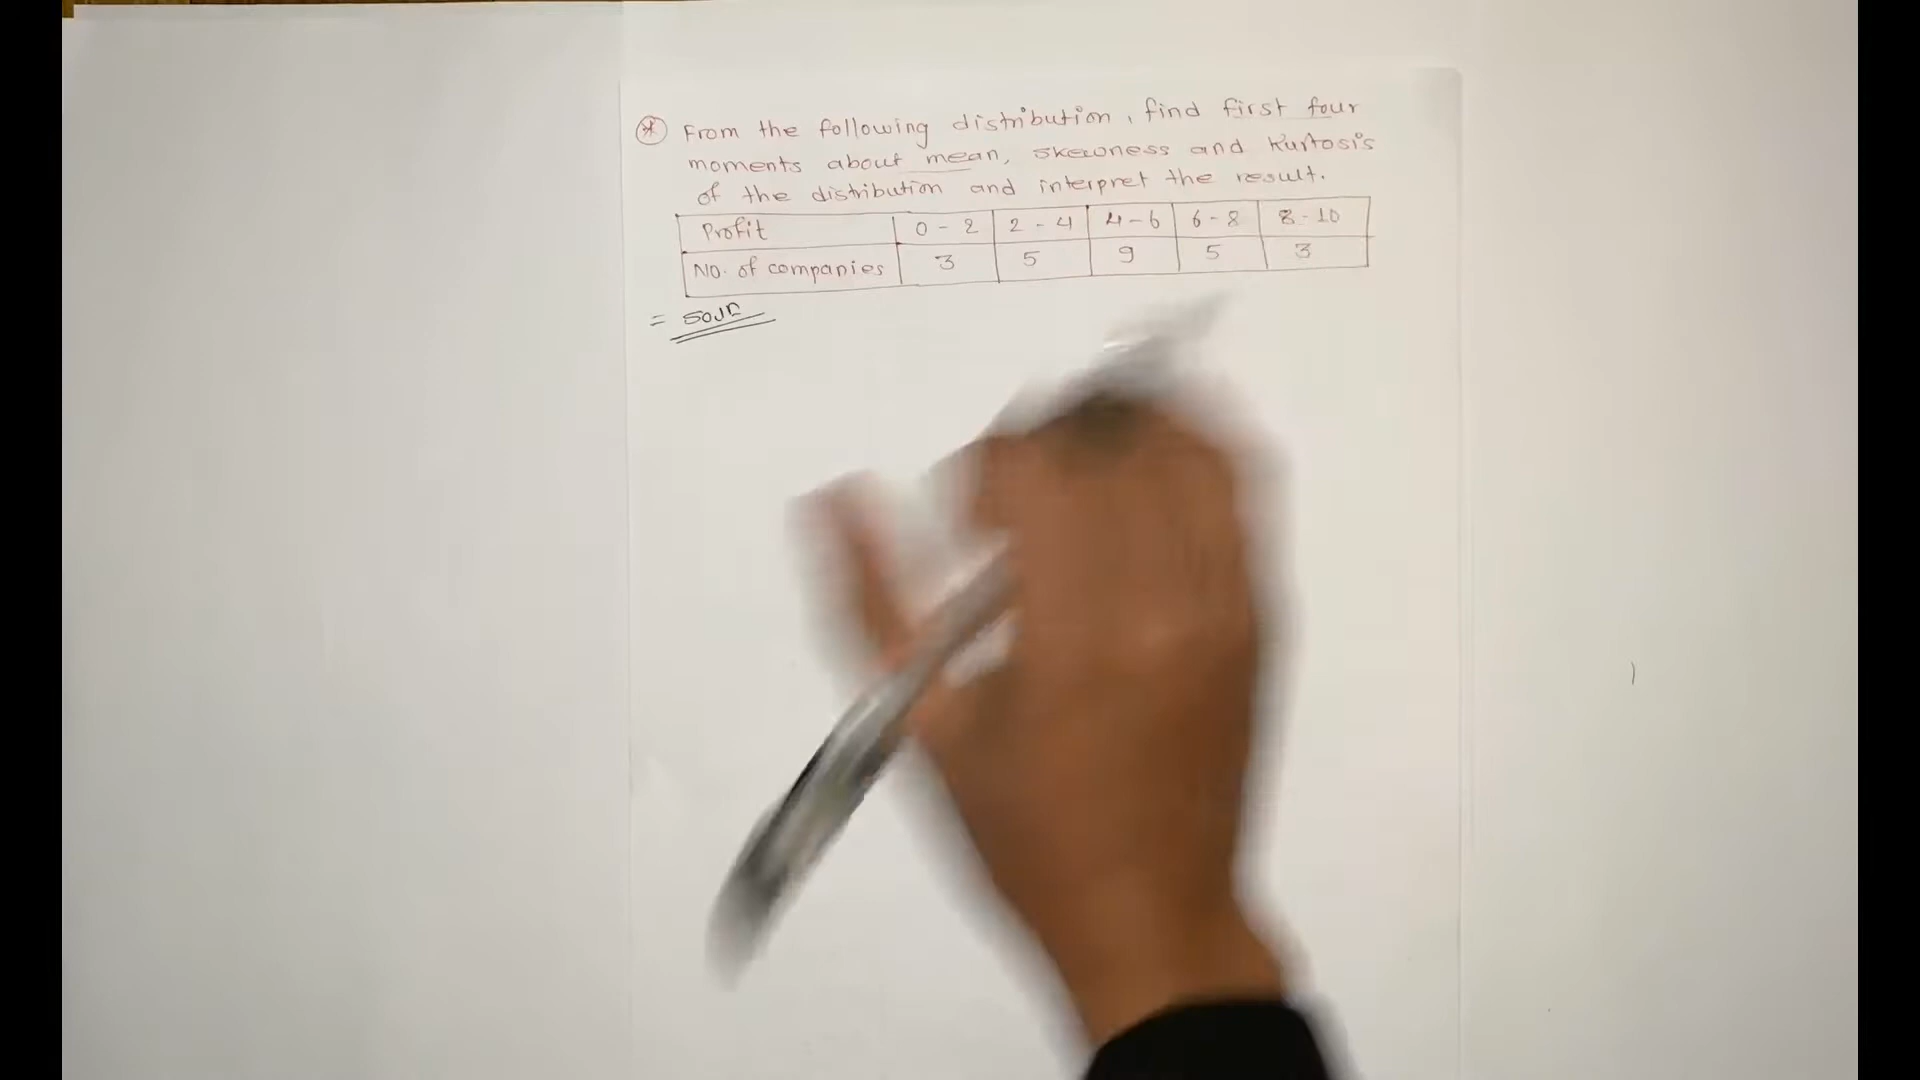 * From the following distribution, find first four
moments about mean, skewness and Kurtosis
of the distribution and interpret the result.
Profit 0 - 2 2 - 4 4 - 6 6 - 8 8 - 10
No. of companies 3 5 9 5 3
=